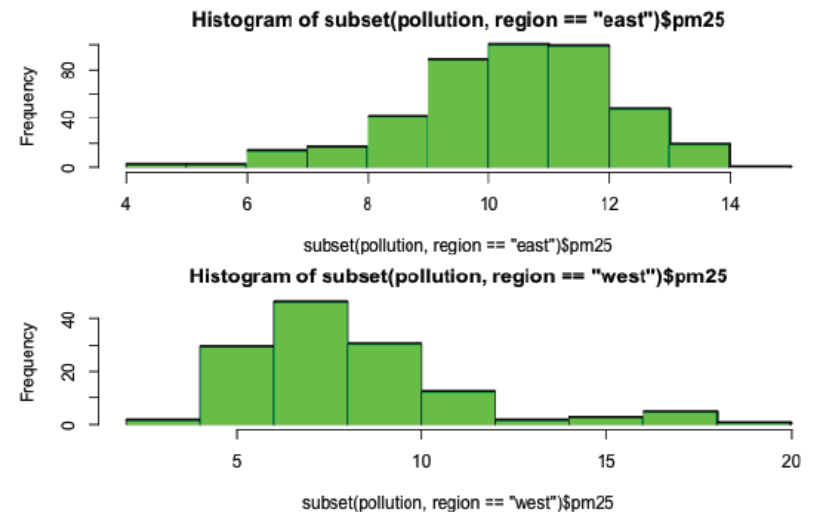 Histogram of subset(pollution, region == "east")$pm25
Frequency
80
40
0
4 6 8 10 12 14
subset(pollution, region == "east")$pm25
Histogram of subset(pollution, region == "west")$pm25
Frequency
40
20
0
5 10 15 20
subset(pollution, region == "west")$pm25